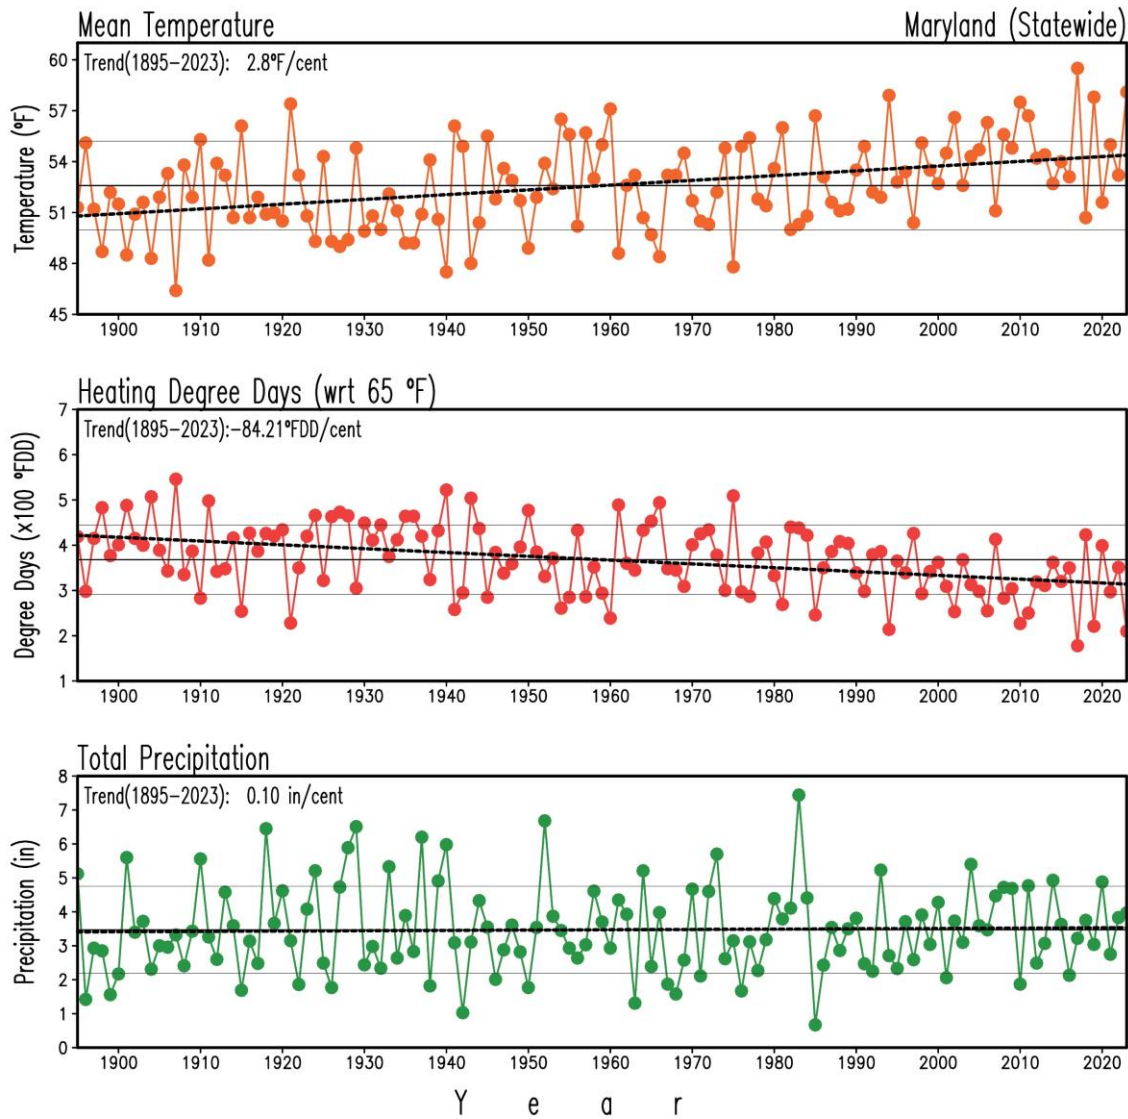 Mean Temperature Maryland (Statewide)
Trend(1895-2023): 2.8°F/cent
Temperature (°F)
60
57
54
51
48
45
1900 1910 1920 1930 1940 1950 1960 1970 1980 1990 2000 2010 2020
Heating Degree Days (wrt 65 °F)
Trend(1895-2023):-84.21°FDD/cent
Degree Days (x100 °FDD)
7
6
5
4
3
2
1
1900 1910 1920 1930 1940 1950 1960 1970 1980 1990 2000 2010 2020
Total Precipitation
Trend(1895-2023): 0.10 in/cent
Precipitation (in)
8
7
6
5
4
3
2
1
0
1900 1910 1920 1930 1940 1950 1960 1970 1980 1990 2000 2010 2020
Y e a r